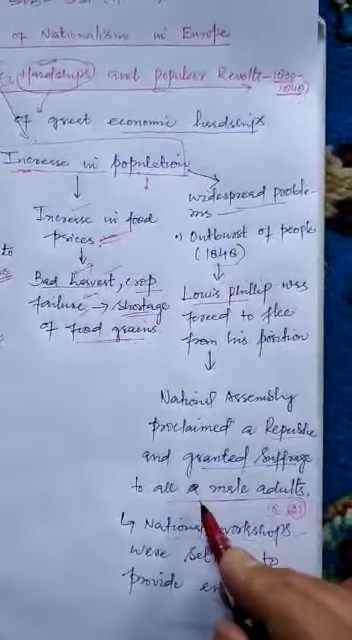 of Nationalism in Europe
Hardships and popular Revolts - 1830-
1848
of great economic hardships
Increase in population
widespread proble-
ms
Increase in food
prices.
Outburst of people
(1848)
Bad harvest, crop
failure → shortage
of food grains.
Louis phillip was
forced to flee
from his position
National Assembly
proclaimed a Republic
and granted suffrage
to all a male adults.
↳ National workshops
were set to
provide